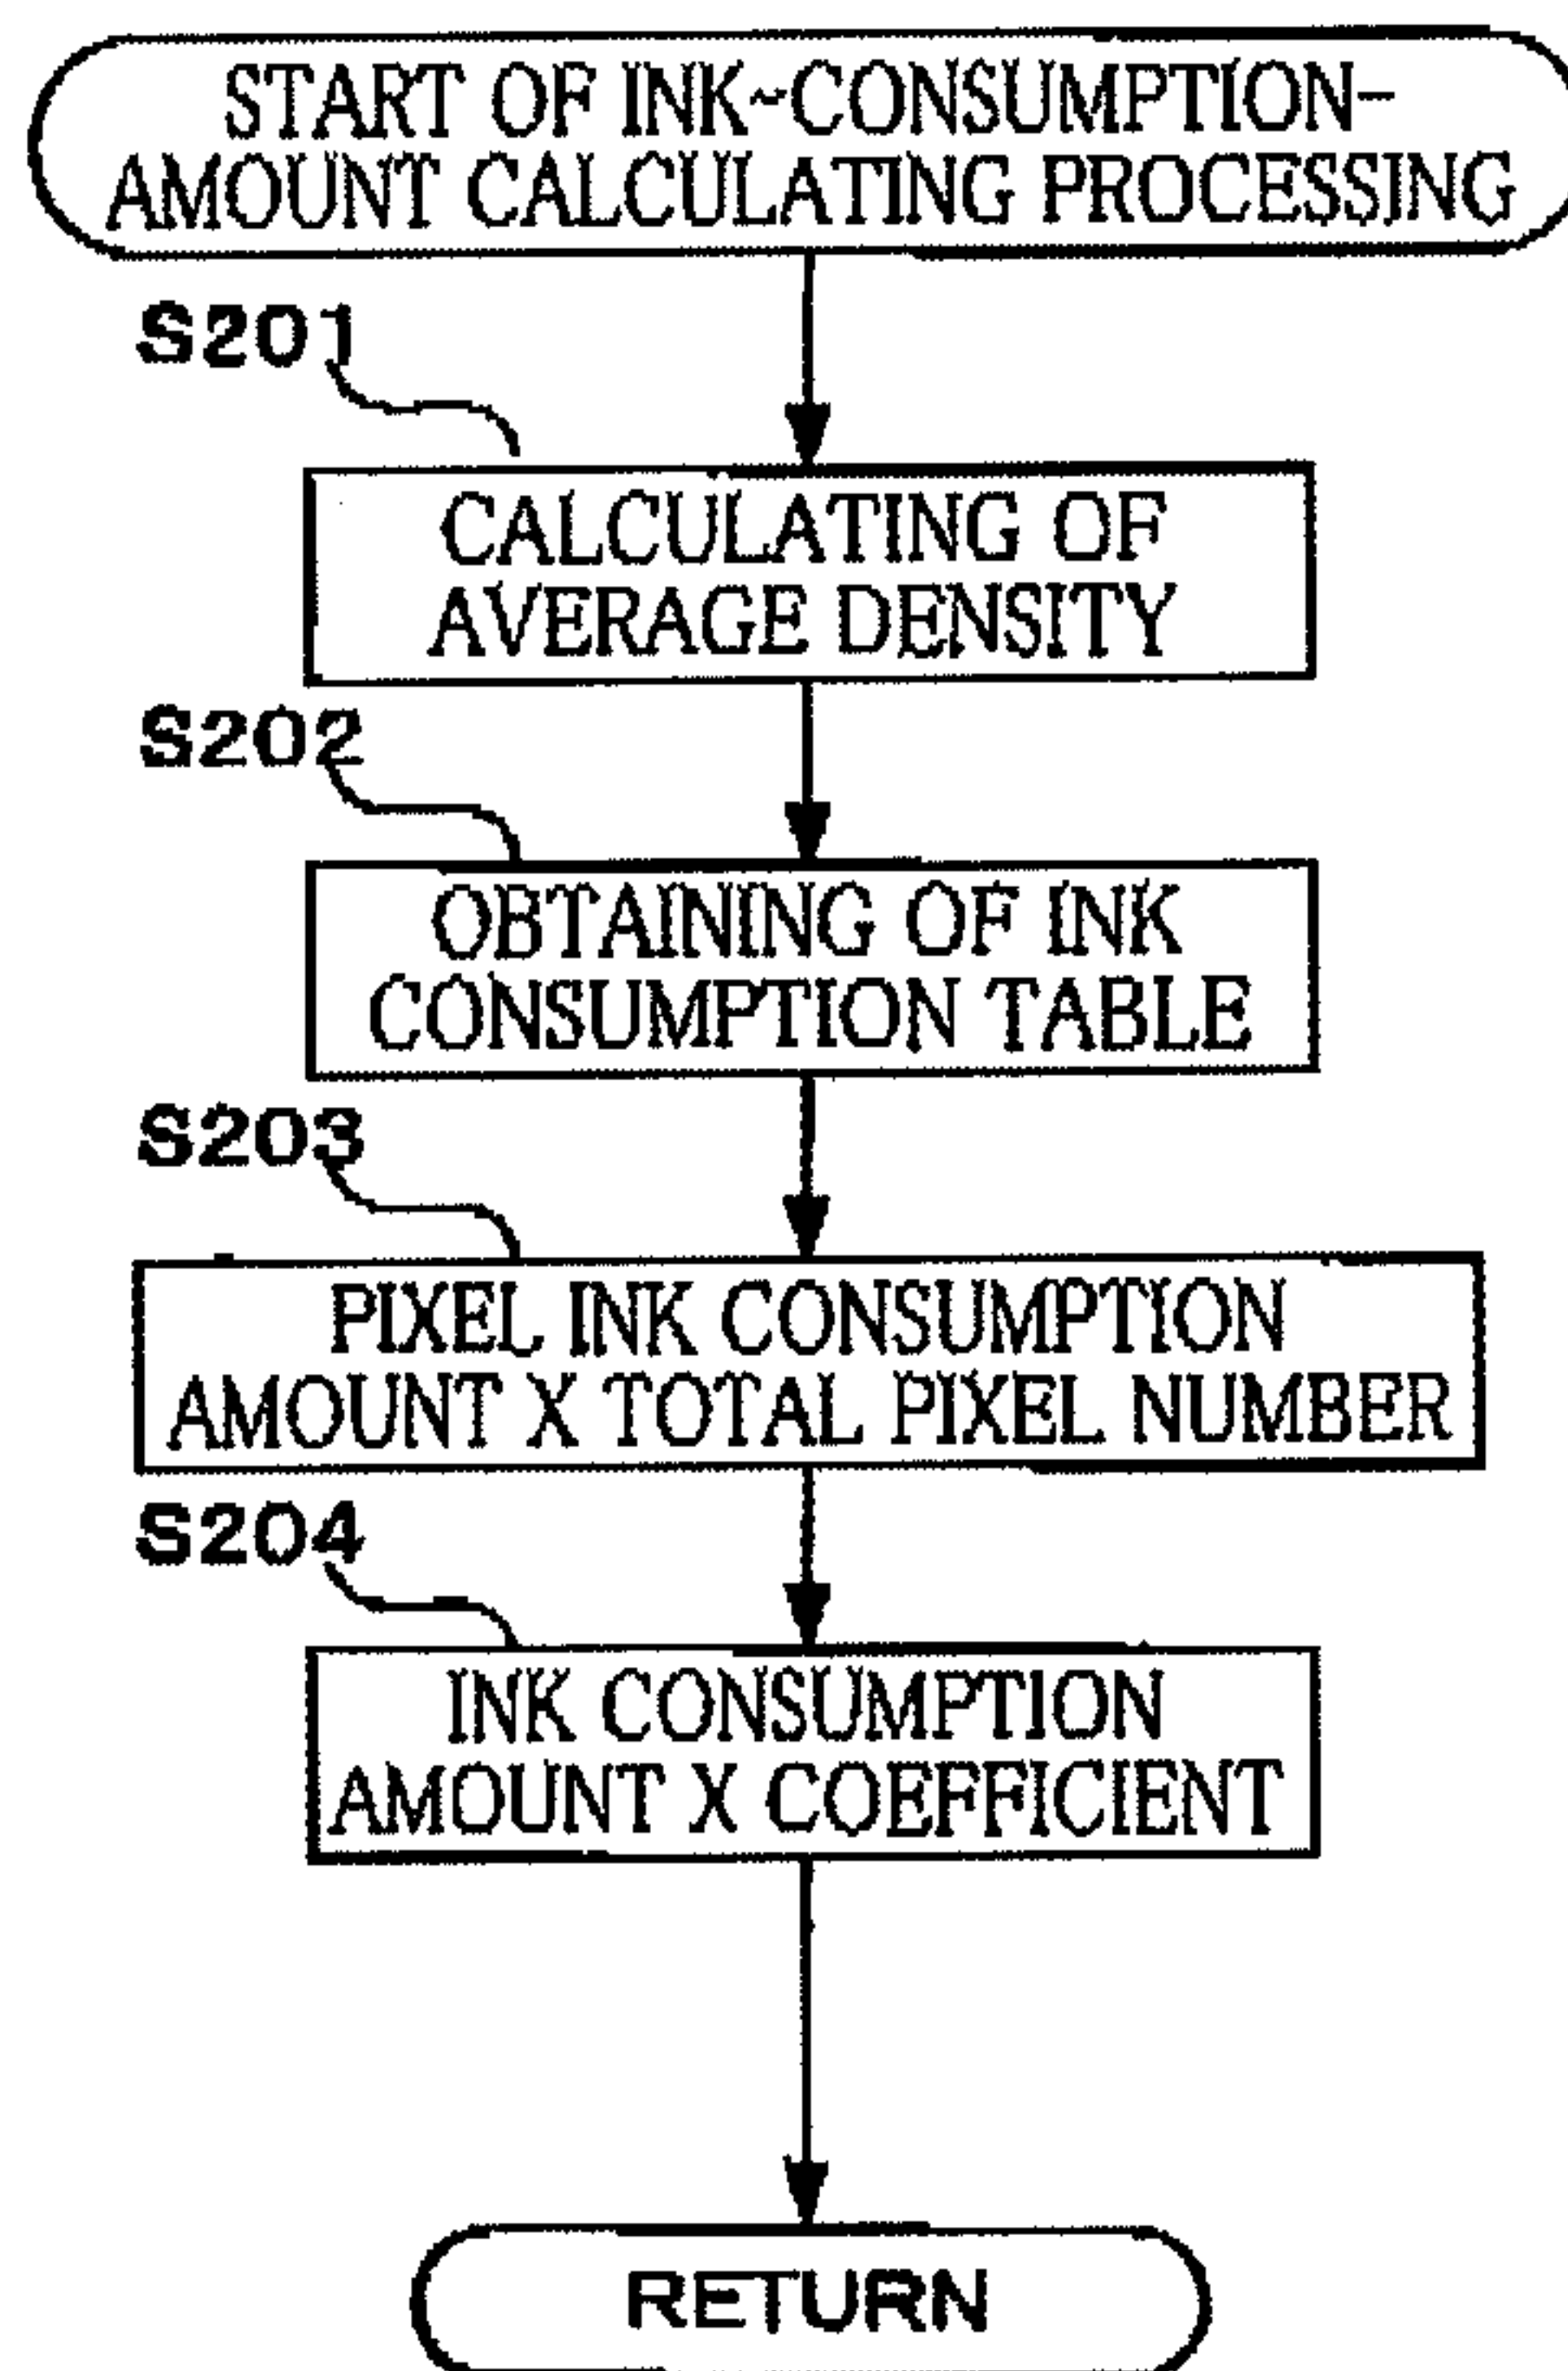 START OF INK-CONSUMPTION-
AMOUNT CALCULATING PROCESSING
S201
CALCULATING OF
AVERAGE DENSITY
S202
OBTAINING OF INK
CONSUMPTION TABLE
S203
PIXEL INK CONSUMPTION
AMOUNT X TOTAL PIXEL NUMBER
S204
INK CONSUMPTION
AMOUNT X COEFFICIENT
RETURN